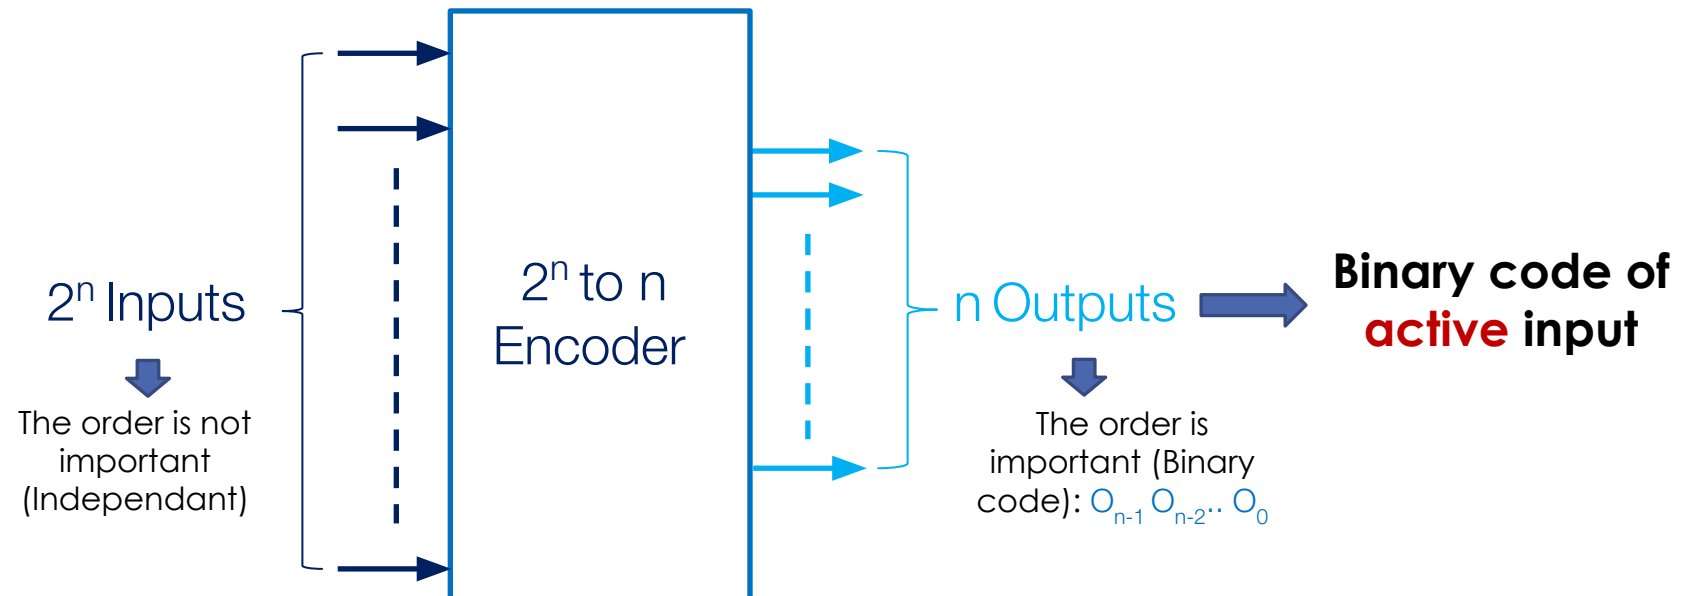 2ⁿ Inputs
The order is not
important
(Independant)
2ⁿ to n
Encoder
n Outputs
The order is
important (Binary
code): Oₙ₋₁ Oₙ₋₂.. O₀
Binary code of
active input